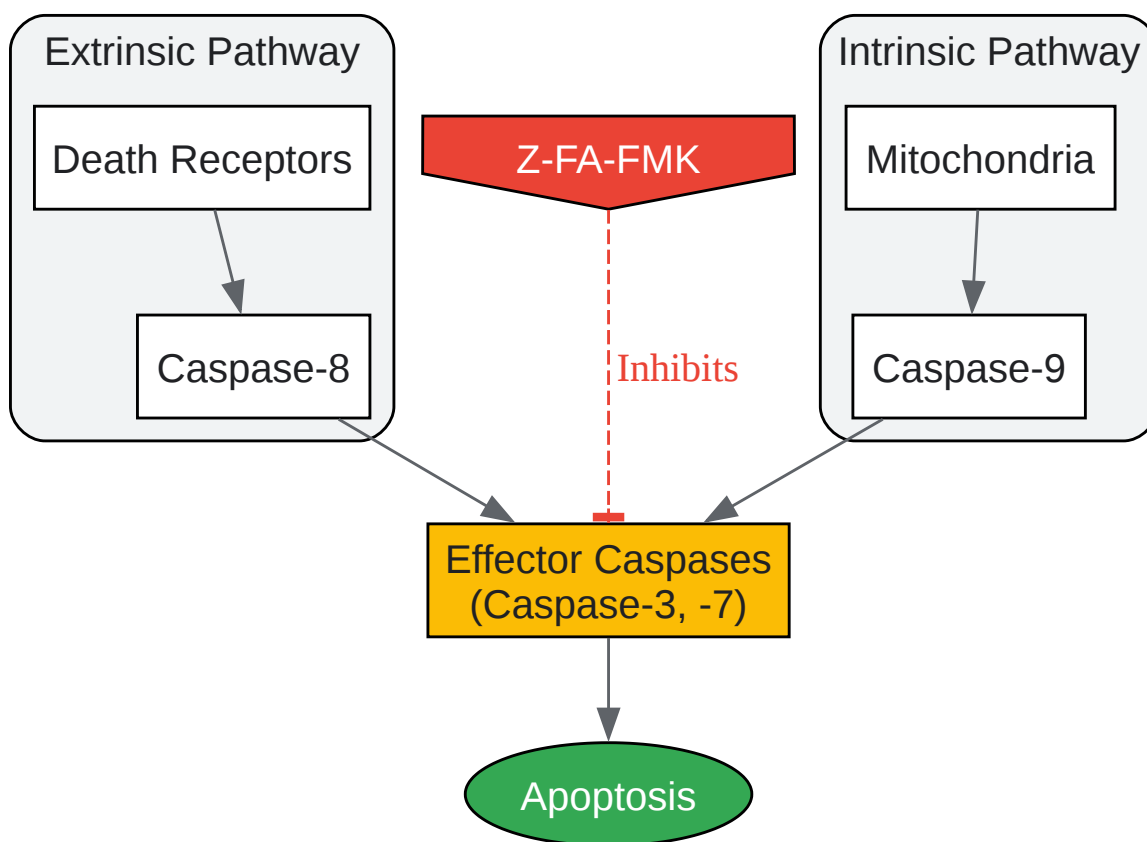 Extrinsic Pathway
Intrinsic Pathway
Death Receptors
Z-FA-FMK
Mitochondria
Caspase-8
Inhibits
Caspase-9
Effector Caspases
(Caspase-3, -7)
Apoptosis